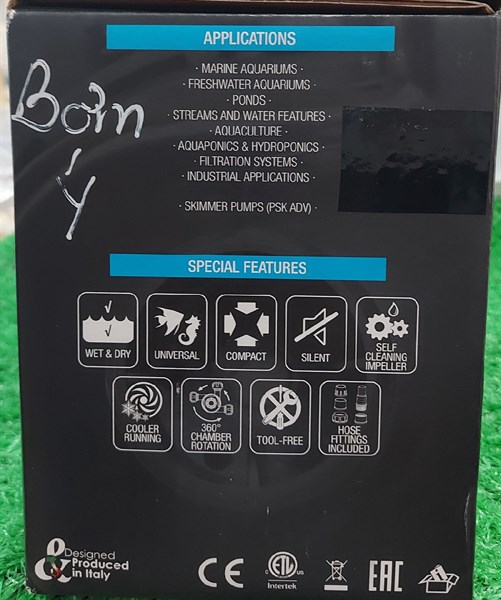 APPLICATIONS
· MARINE AQUARIUMS ·
· FRESHWATER AQUARIUMS ·
· PONDS ·
· STREAMS AND WATER FEATURES ·
· AQUACULTURE ·
· AQUAPONICS & HYDROPONICS ·
· FILTRATION SYSTEMS ·
· INDUSTRIAL APPLICATIONS ·
· SKIMMER PUMPS (PSK ADV) ·
SPECIAL FEATURES
WET & DRY
UNIVERSAL
COMPACT
SILENT
SELF
CLEANING
IMPELLER
COOLER
RUNNING
360°
CHAMBER
ROTATION
TOOL-FREE
HOSE
FITTINGS
INCLUDED
& Designed
Produced
in Italy
CE
ETL US
Intertek
EAC